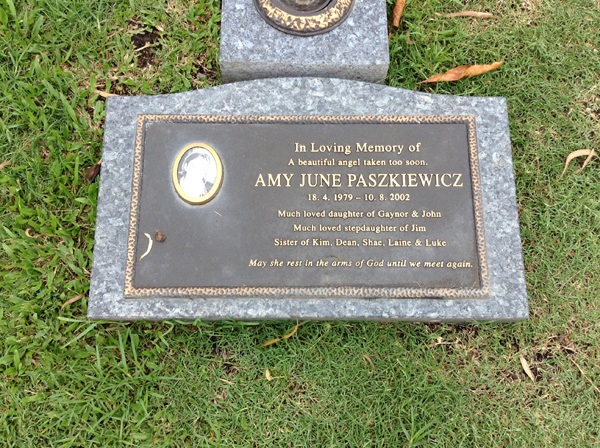 In Loving Memory of
A beautiful angel taken too soon.
AMY JUNE PASZKIEWICZ
18. 4. 1979 – 10. 8. 2002
Much loved daughter of Gaynor & John
Much loved stepdaughter of Jim
Sister of Kim, Dean, Shae, Laine & Luke
May she rest in the arms of God until we meet again.